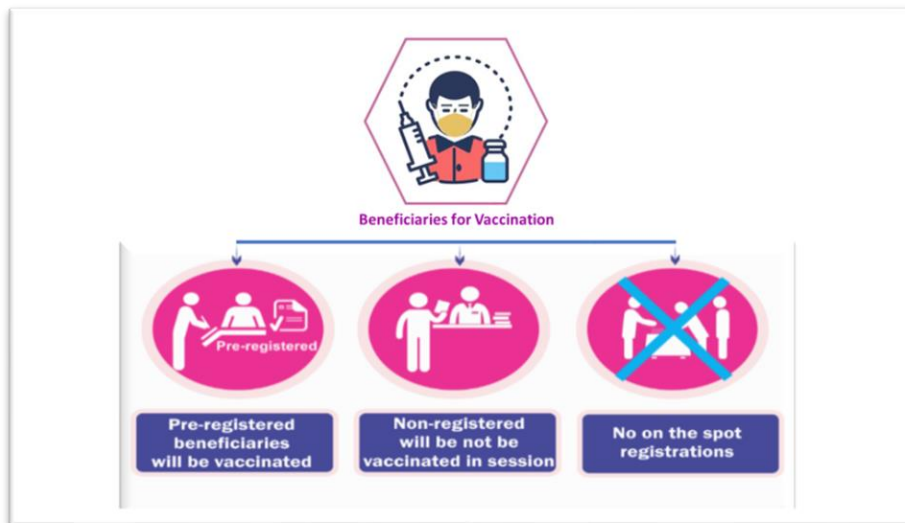 Beneficiaries for Vaccination
Pre-registered
Pre-registered
beneficiaries
will be vaccinated
Non-registered
will be not be
vaccinated in session
No on the spot
registrations